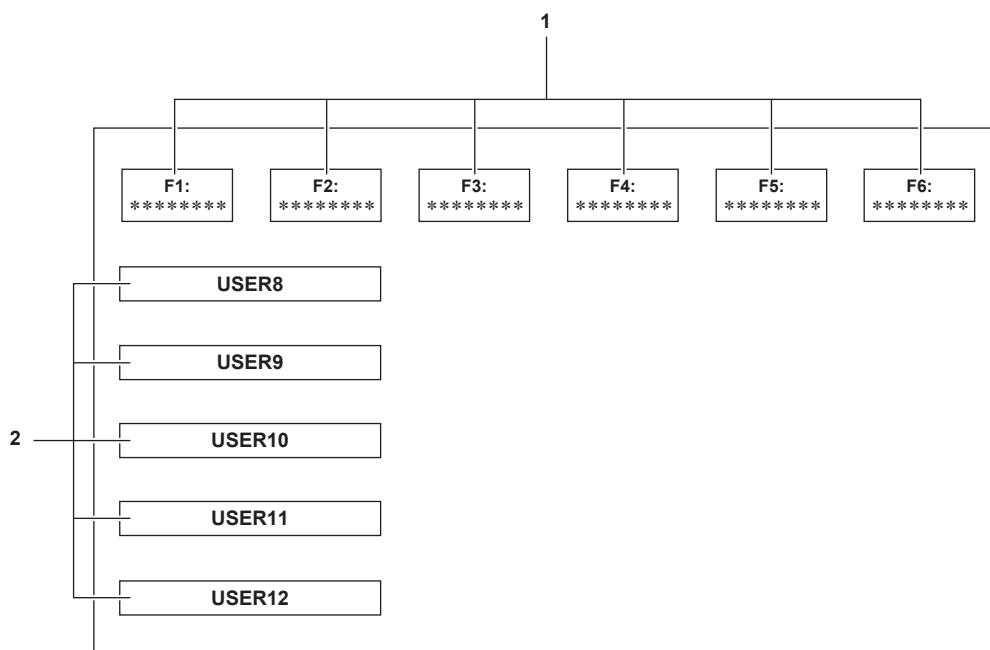 1
F1: F2: F3: F4: F5: F6:
******** ******** ******** ******** ******** ********
USER8
USER9
2 USER10
USER11
USER12